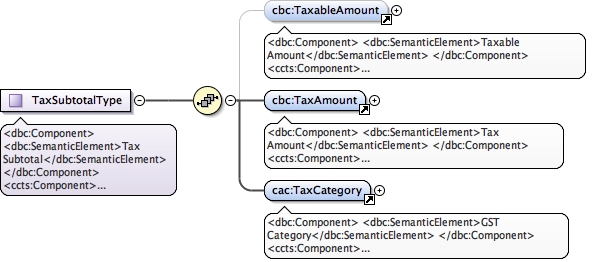 cbc:TaxableAmount
<dbc:Component> <dbc:SemanticElement>Taxable
Amount</dbc:SemanticElement> </dbc:Component>
<ccts:Component>...
TaxSubtotalType
<dbc:Component>
<dbc:SemanticElement>Tax
Subtotal</dbc:SemanticElement>
</dbc:Component>
<ccts:Component>...
cbc:TaxAmount
<dbc:Component> <dbc:SemanticElement>Tax
Amount</dbc:SemanticElement> </dbc:Component>
<ccts:Component>...
cac:TaxCategory
<dbc:Component> <dbc:SemanticElement>GST
Category</dbc:SemanticElement> </dbc:Component>
<ccts:Component>...